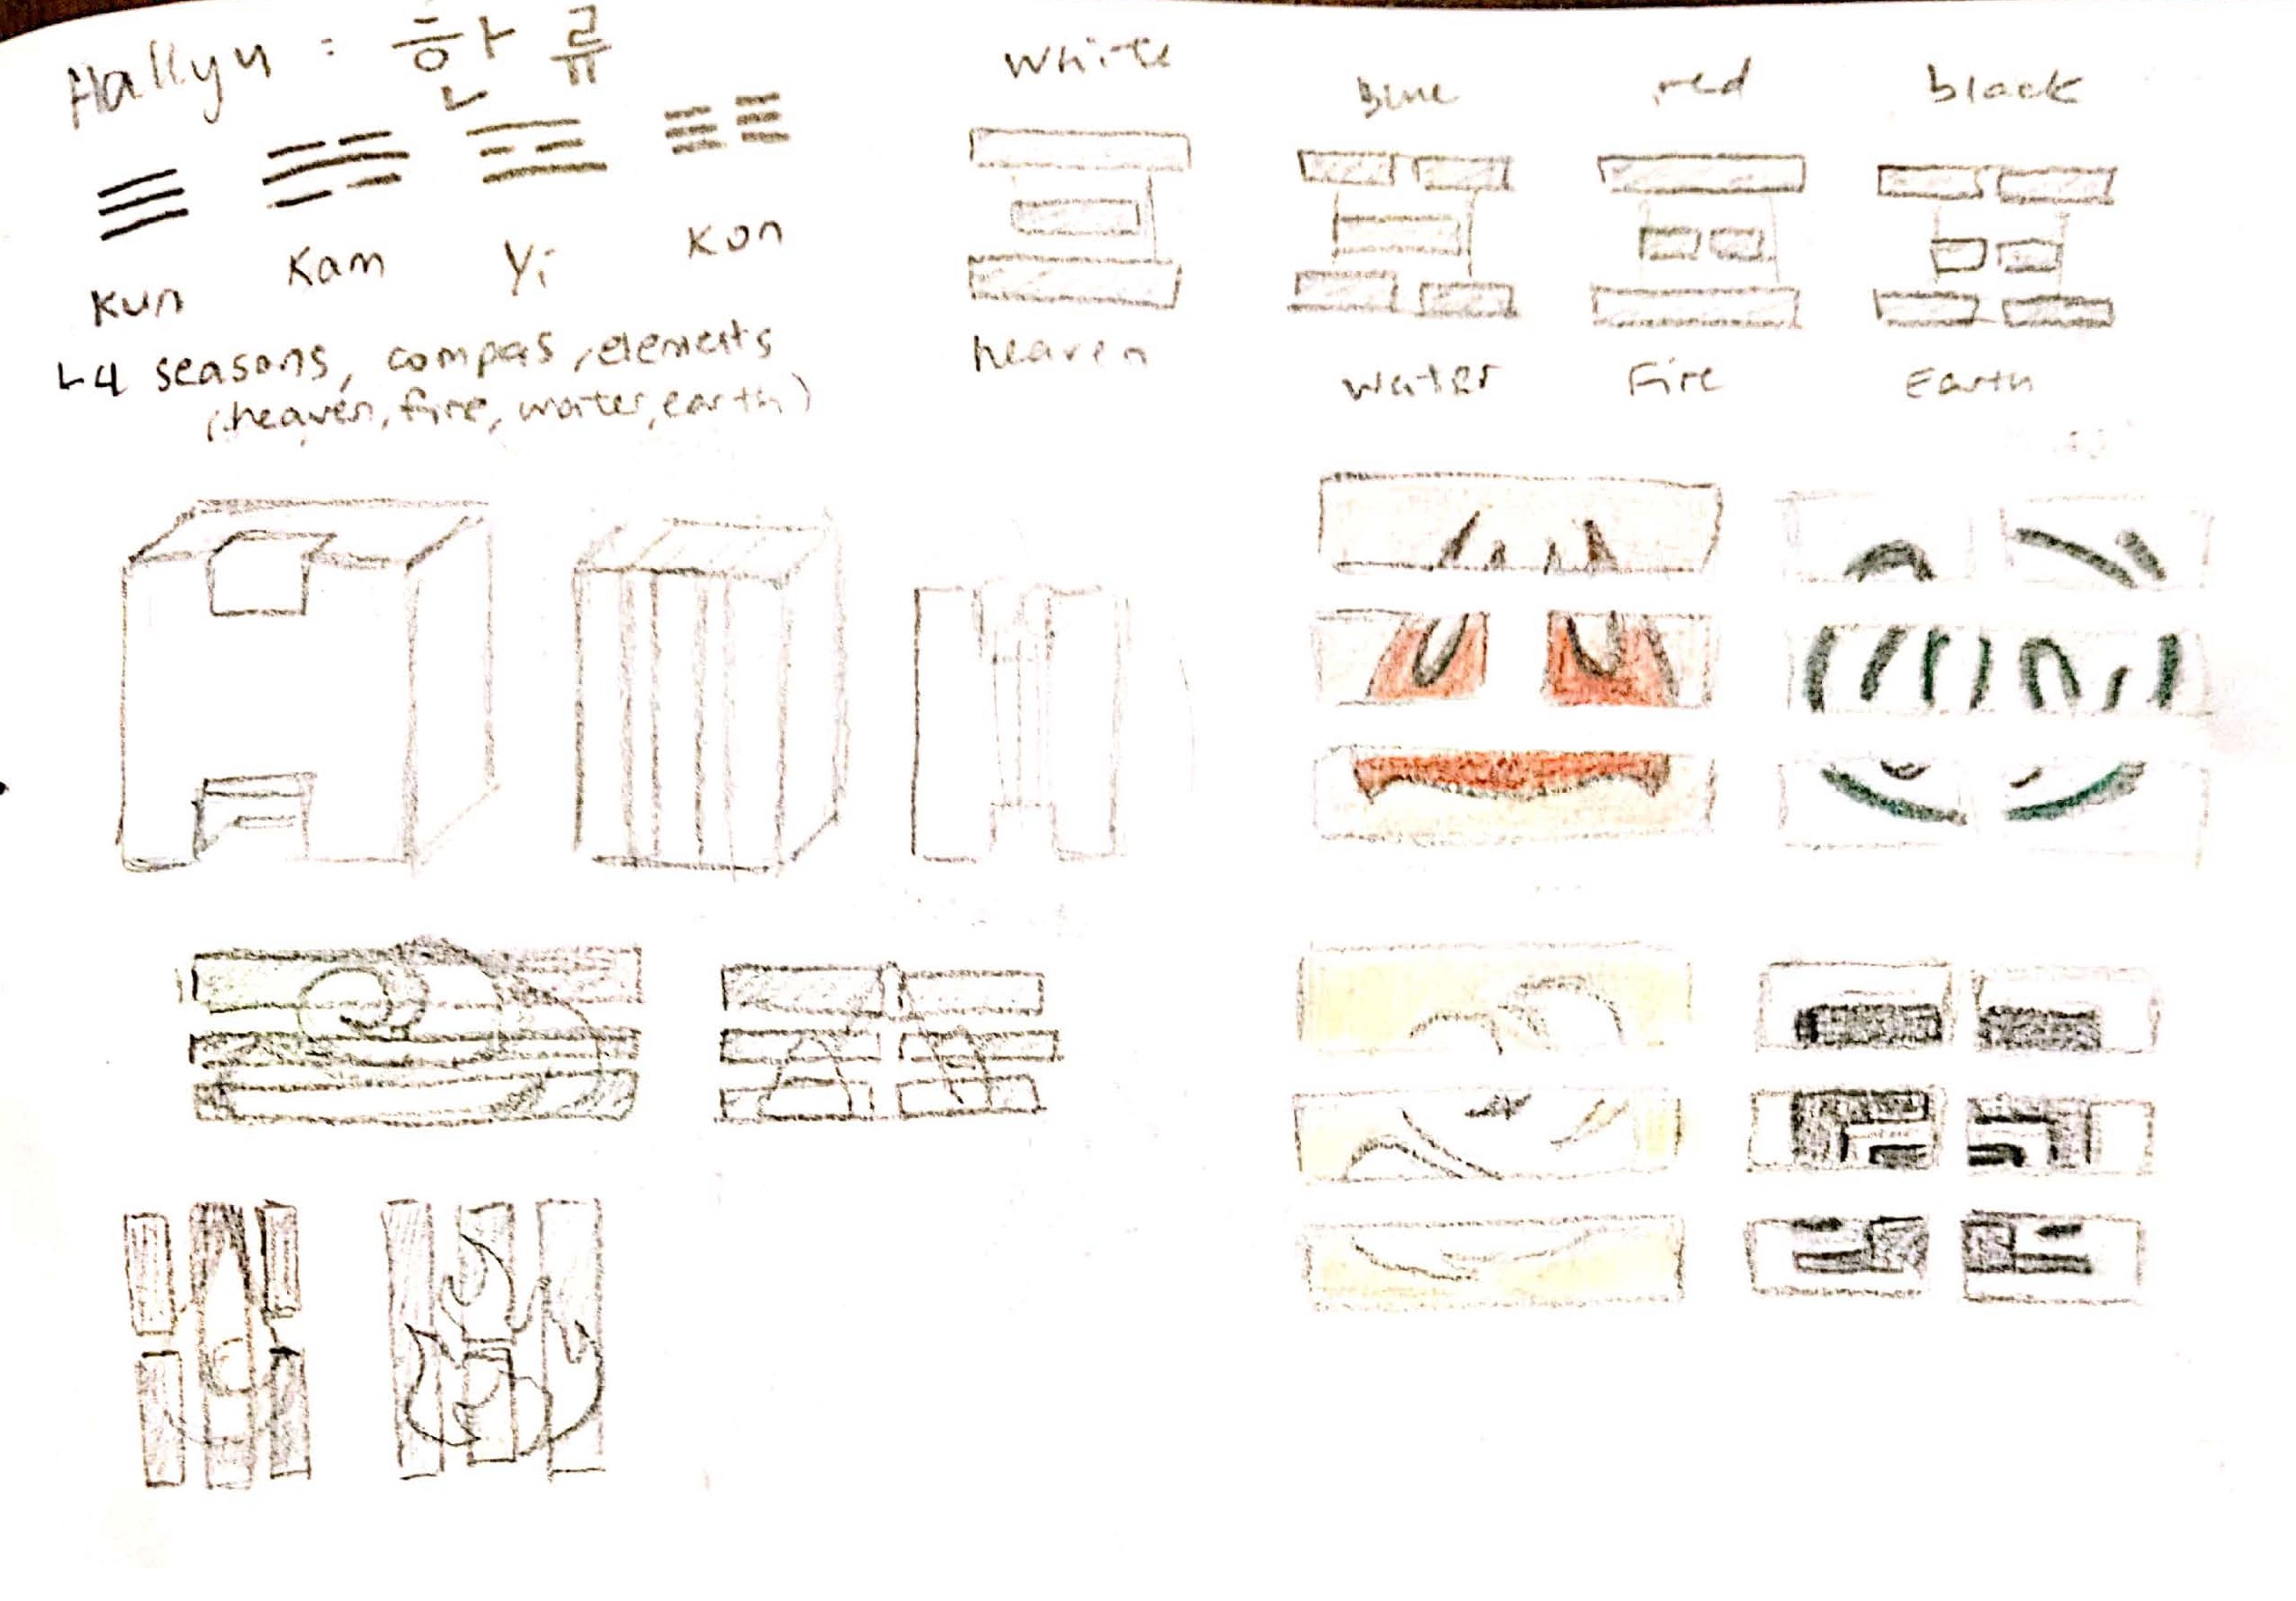 Hallyu : 한류
Kun Kam Yi Kon
4 seasons, compas, elements
(heaven, fire, water, earth)
White blue red black
heaven water Fire Earth